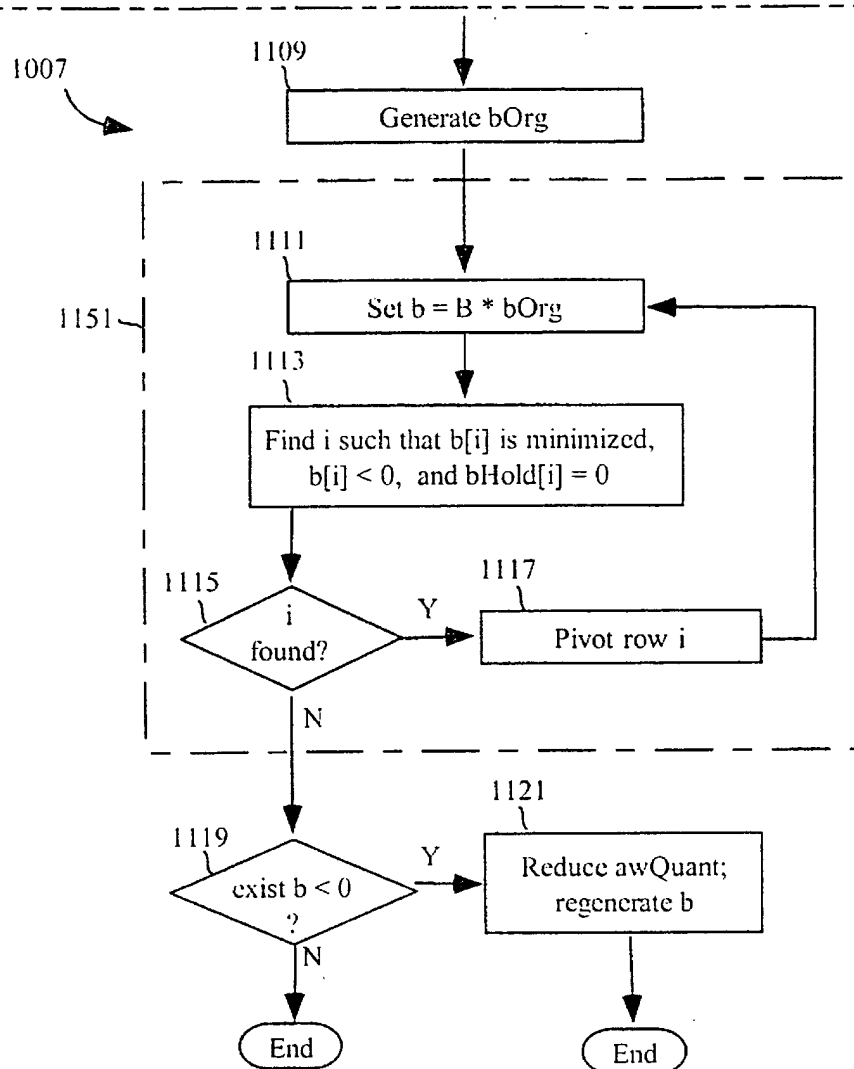 1007
1109
Generate bOrg
1151
1111
Set b = B * bOrg
1113
Find i such that b[i] is minimized,
b[i] < 0, and bHold[i] = 0
1115
i
found?
Y
1117
Pivot row i
N
1119
exist b < 0
?
Y
1121
Reduce awQuant;
regenerate b
N
End
End